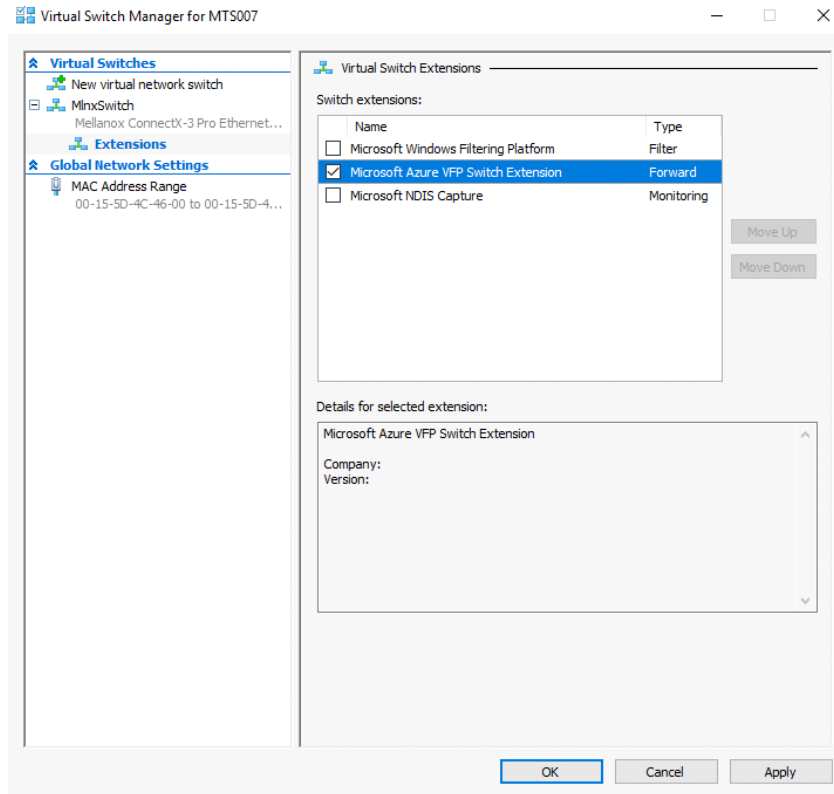 Virtual Switch Manager for MTS007
Virtual Switches
New virtual network switch
MlnxSwitch
Mellanox ConnectX-3 Pro Ethernet...
Extensions
Global Network Settings
MAC Address Range
00-15-5D-4C-46-00 to 00-15-5D-4...
Virtual Switch Extensions
Switch extensions:
Name Type
Microsoft Windows Filtering Platform Filter
Microsoft Azure VFP Switch Extension Forward
Microsoft NDIS Capture Monitoring
Move Up
Move Down
Details for selected extension:
Microsoft Azure VFP Switch Extension
Company:
Version:
OK Cancel Apply